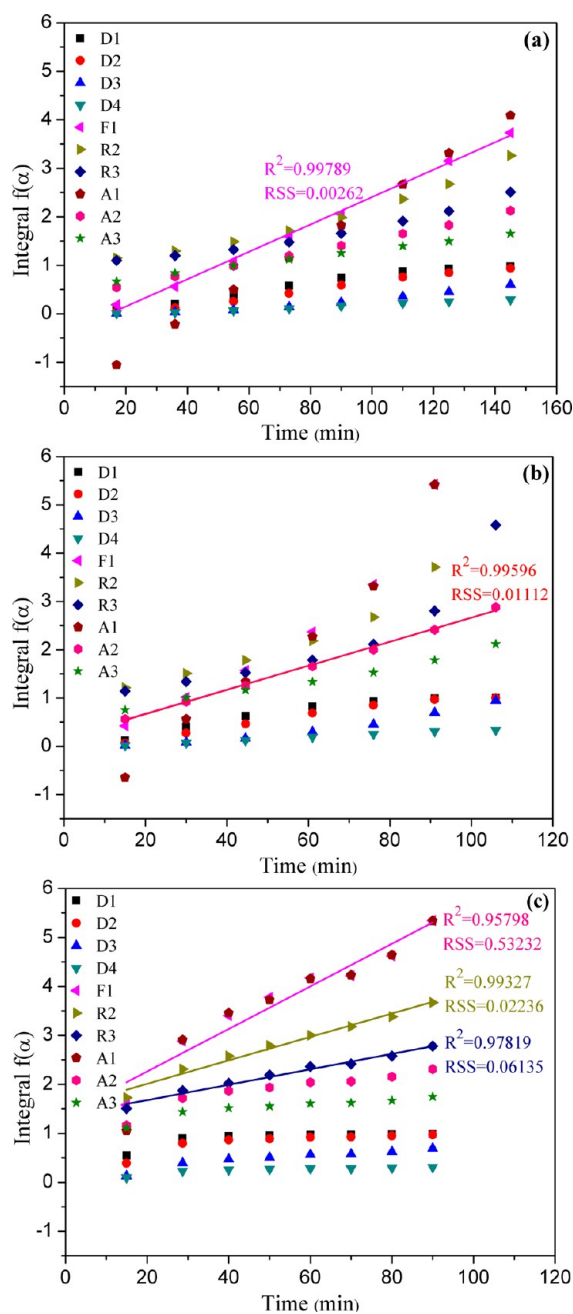 (a)
6
5
4
3
2
1
0
-1
Integral f(α)
D1
D2
D3
D4
F1
R2
R3
A1
A2
A3
R²=0.99789
RSS=0.00262
0 20 40 60 80 100 120 140 160
Time (min)
(b)
6
5
4
3
2
1
0
-1
Integral f(α)
D1
D2
D3
D4
F1
R2
R3
A1
A2
A3
R²=0.99596
RSS=0.01112
0 20 40 60 80 100 120
Time (min)
(c)
6
5
4
3
2
1
0
-1
Integral f(α)
D1
D2
D3
D4
F1
R2
R3
A1
A2
A3
R²=0.95798
RSS=0.53232
R²=0.99327
RSS=0.02236
R²=0.97819
RSS=0.06135
0 20 40 60 80 100 120
Time (min)